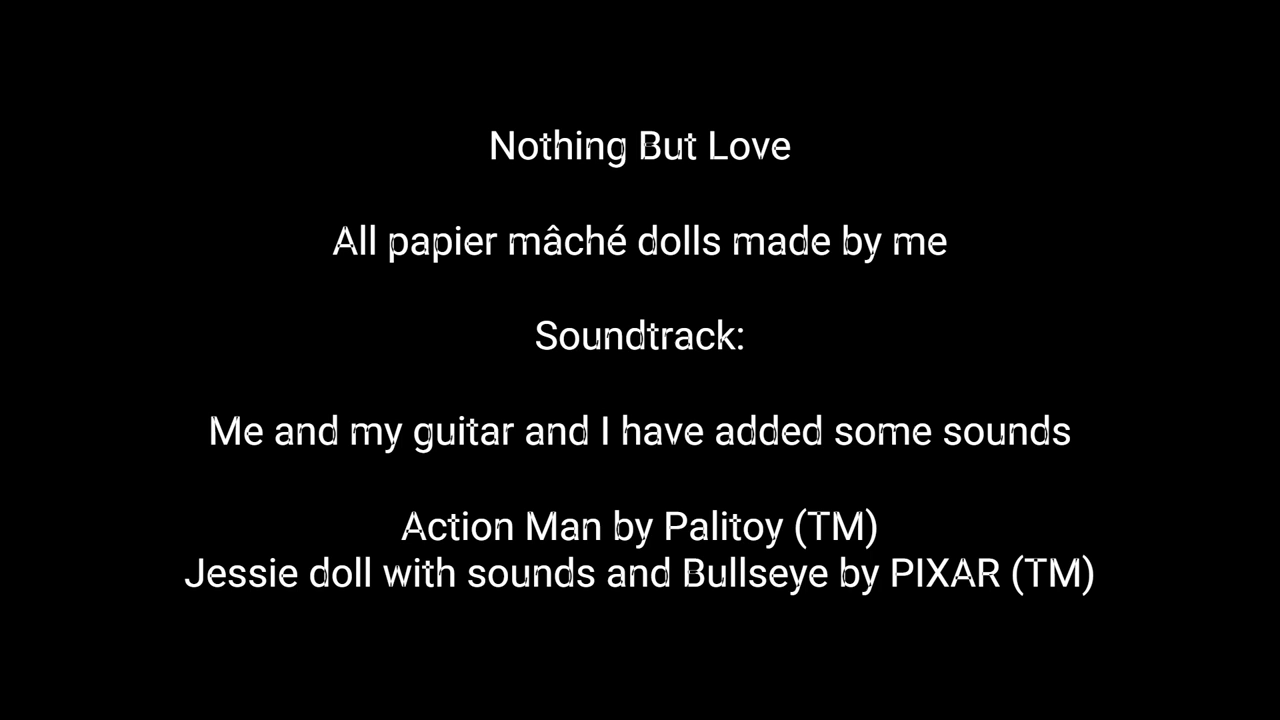 Nothing But Love
All papier mâché dolls made by me
Soundtrack:
Me and my guitar and I have added some sounds
Action Man by Palitoy (TM)
Jessie doll with sounds and Bullseye by PIXAR (TM)